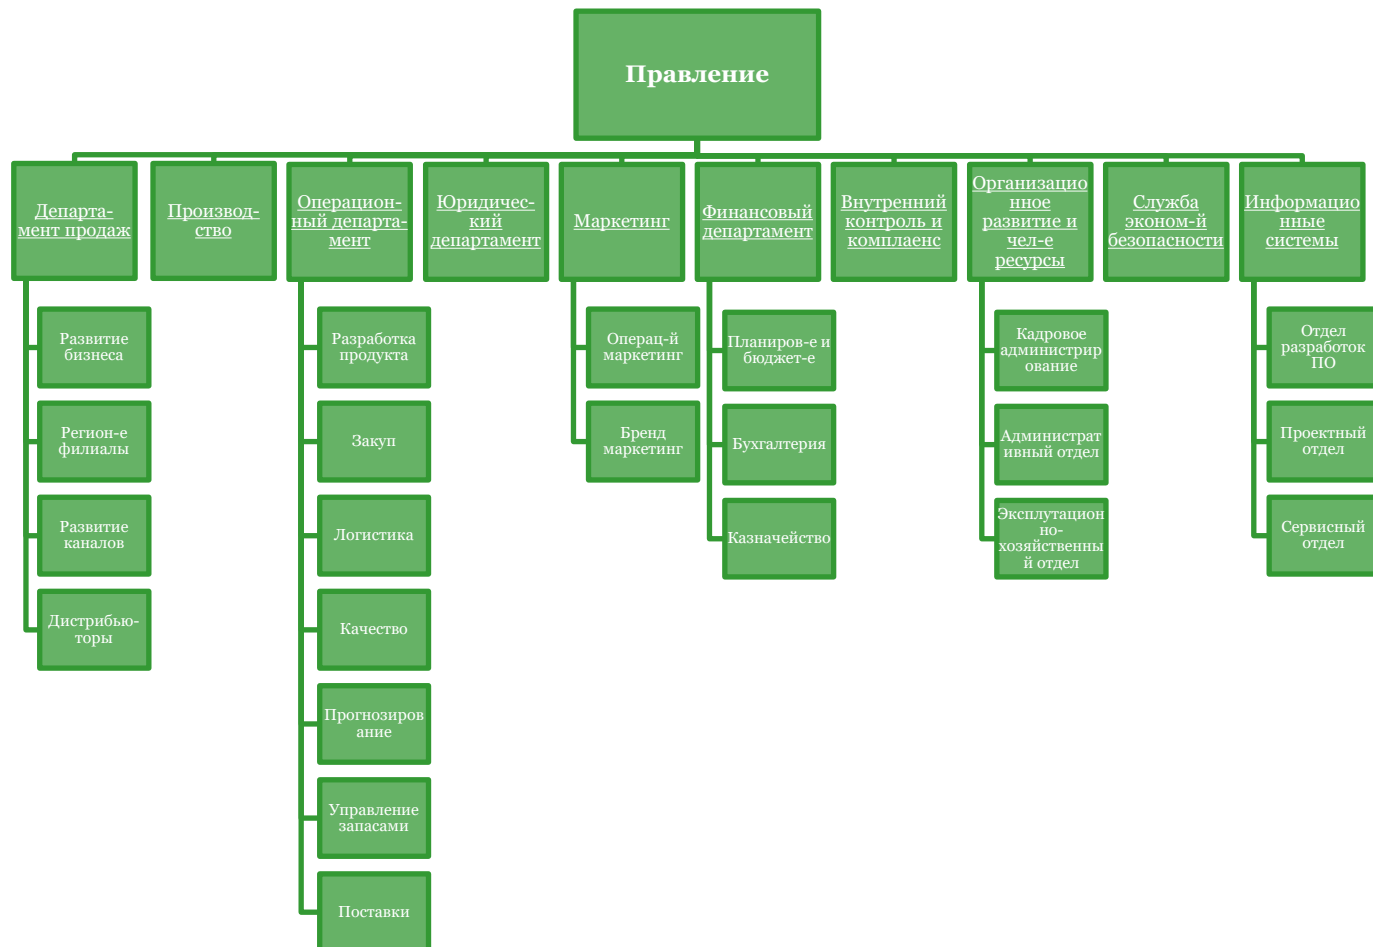 Правление
Департа-
мент продаж
Производ-
ство
Операцион-
ный департа-
мент
Юридичес-
кий
департамент
Маркетинг
Финансовый
департамент
Внутренний
контроль и
комплаенс
Организацио
нное
развитие и
чел-е
ресурсы
Служба
эконом-й
безопасности
Информацио
нные
системы
Развитие
бизнеса
Регион-е
филиалы
Развитие
каналов
Дистрибью-
торы
Разработка
продукта
Закуп
Логистика
Качество
Прогнозиров
ание
Управление
запасами
Поставки
Операц-й
маркетинг
Бренд
маркетинг
Планиров-е и
бюджет-е
Бухгалтерия
Казначейство
Кадровое
администрир
ование
Администрат
ивный отдел
Эксплутацион
но-
хозяйственны
й отдел
Отдел
разработок
ПО
Проектный
отдел
Сервисный
отдел